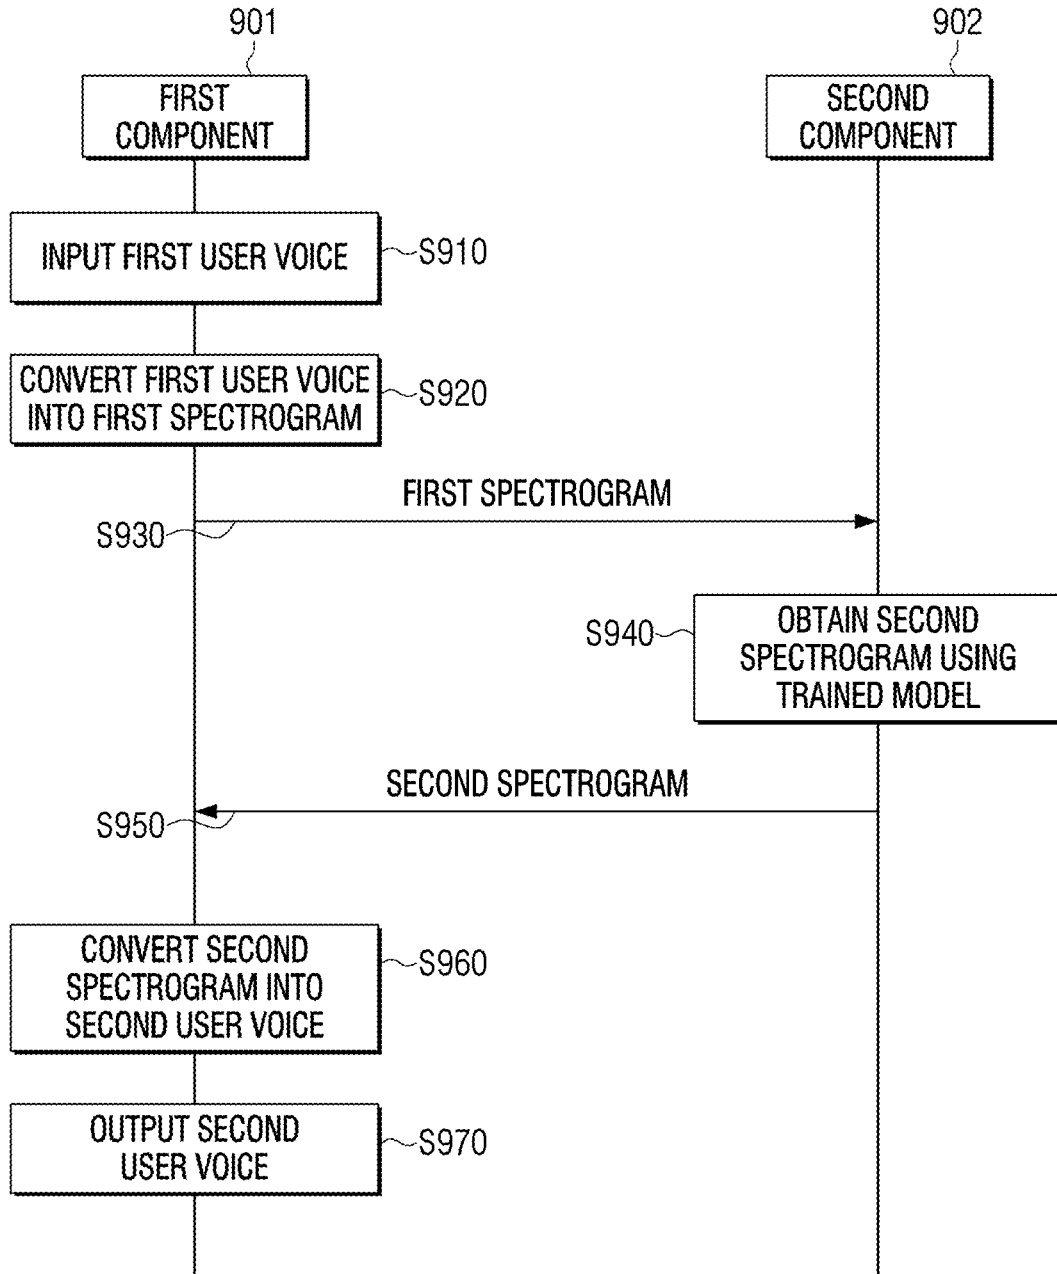 901
902
FIRST
COMPONENT
SECOND
COMPONENT
INPUT FIRST USER VOICE
S910
CONVERT FIRST USER VOICE
INTO FIRST SPECTROGRAM
S920
FIRST SPECTROGRAM
S930
S940
OBTAIN SECOND
SPECTROGRAM USING
TRAINED MODEL
SECOND SPECTROGRAM
S950
CONVERT SECOND
SPECTROGRAM INTO
SECOND USER VOICE
S960
OUTPUT SECOND
USER VOICE
S970